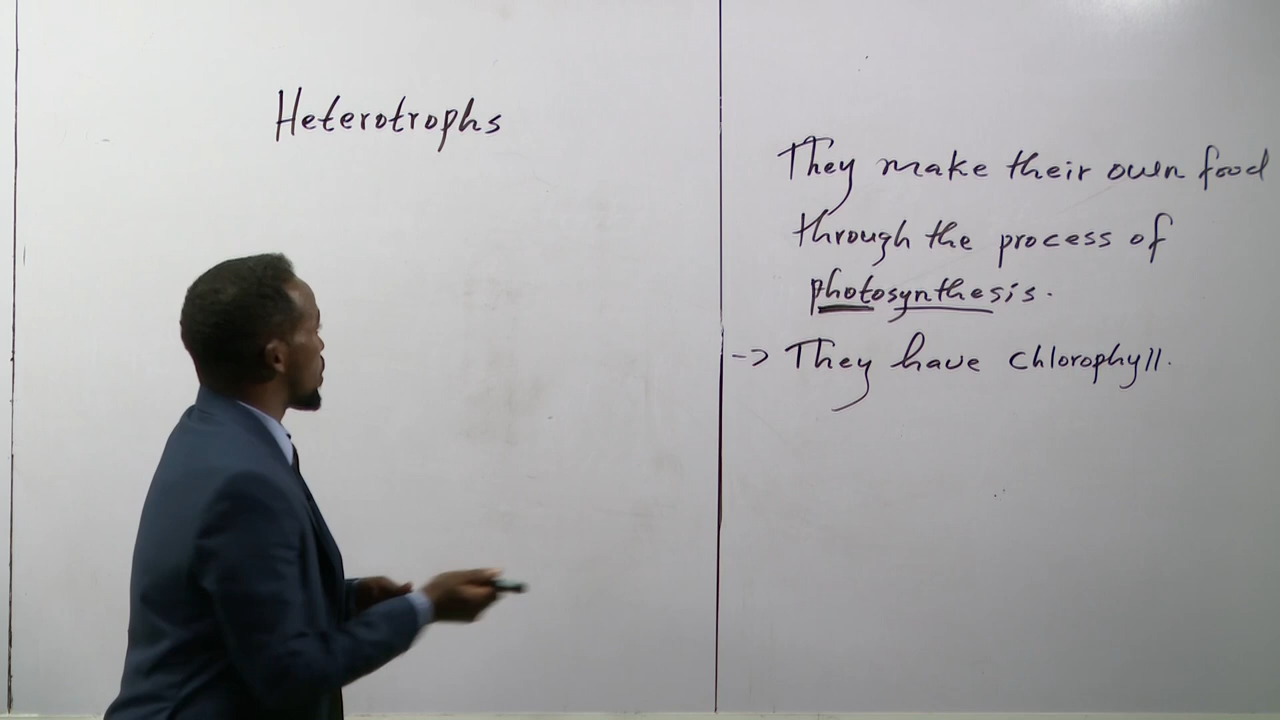 Heterotrophs
They make their own food
through the process of
photosynthesis.
-> They have chlorophyll.